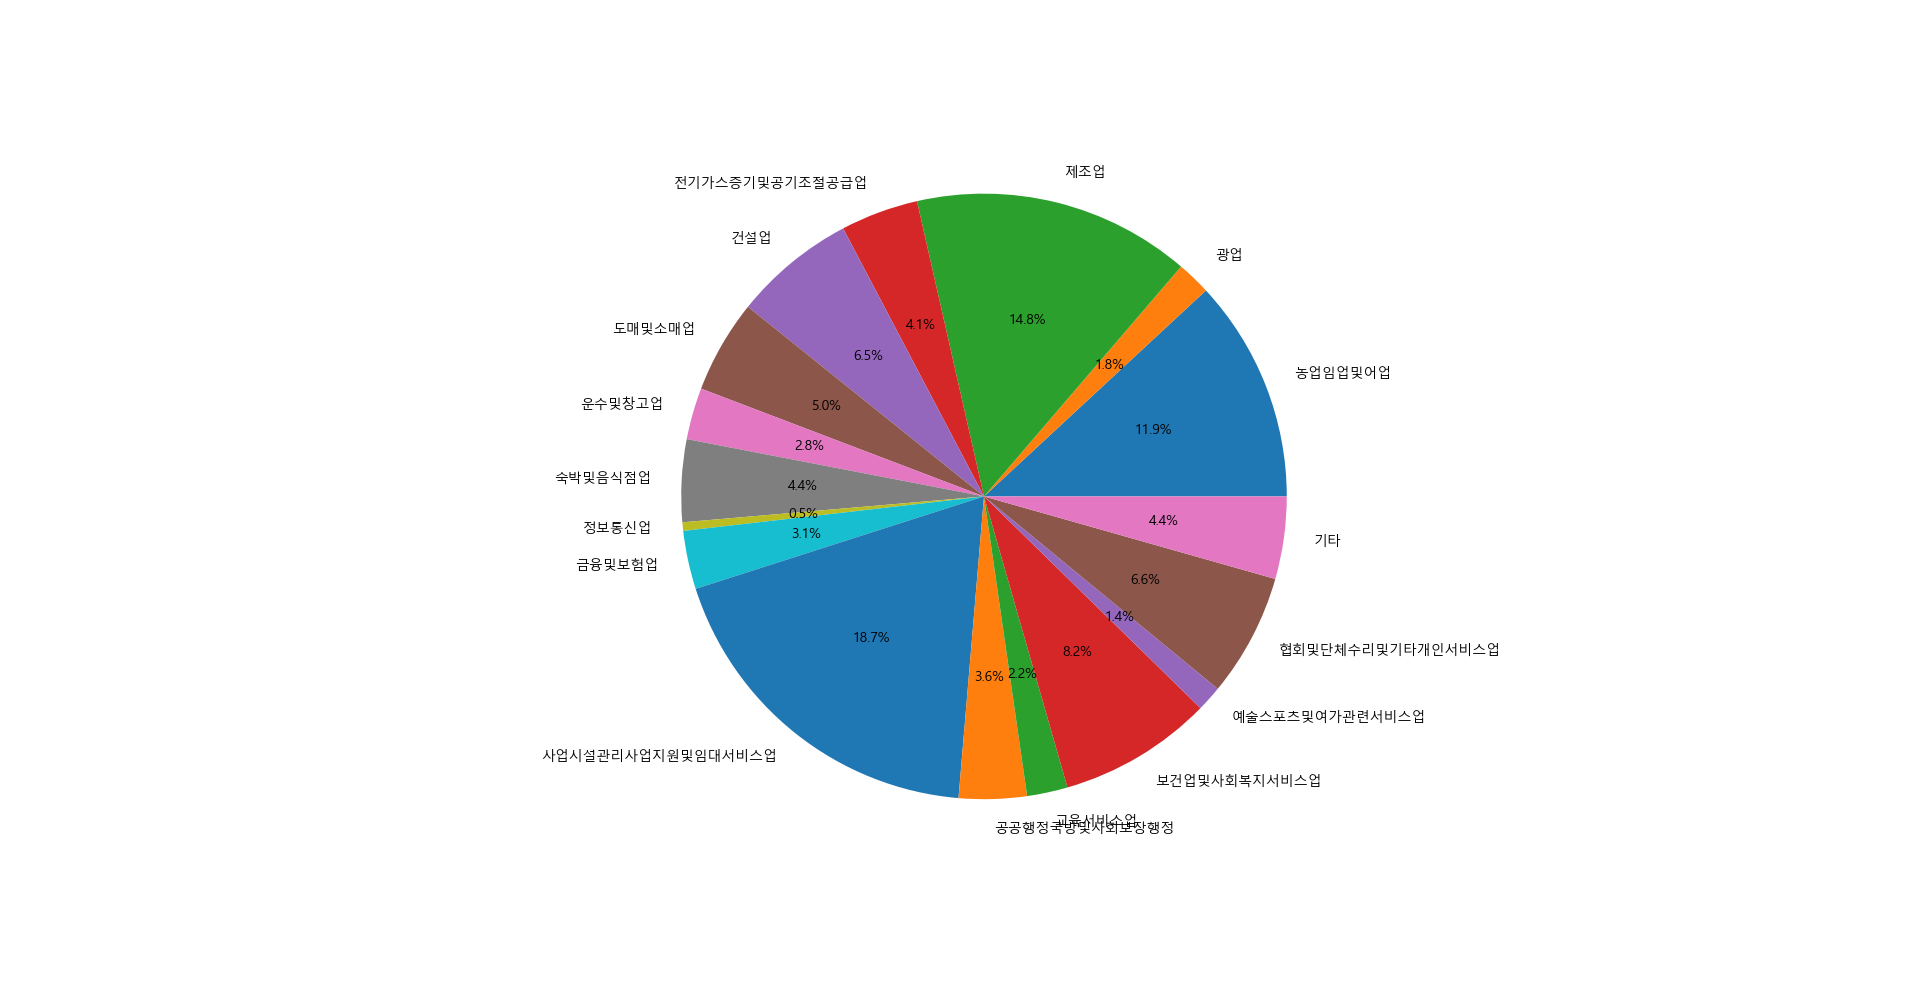 제조업
전기가스증기및공기조절공급업
건설업
광업
도매및소매업
농업임업및어업
운수및창고업
숙박및음식점업
정보통신업
금융및보험업
기타
협회및단체수리및기타개인서비스업
예술스포츠및여가관련서비스업
사업시설관리사업지원및임대서비스업
보건업및사회복지서비스업
교육서비스업
공공행정국방및사회보장행정
14.8%
4.1%
6.5%
1.8%
5.0%
11.9%
2.8%
4.4%
0.5%
3.1%
4.4%
6.6%
1.4%
18.7%
8.2%
3.6%
2.2%